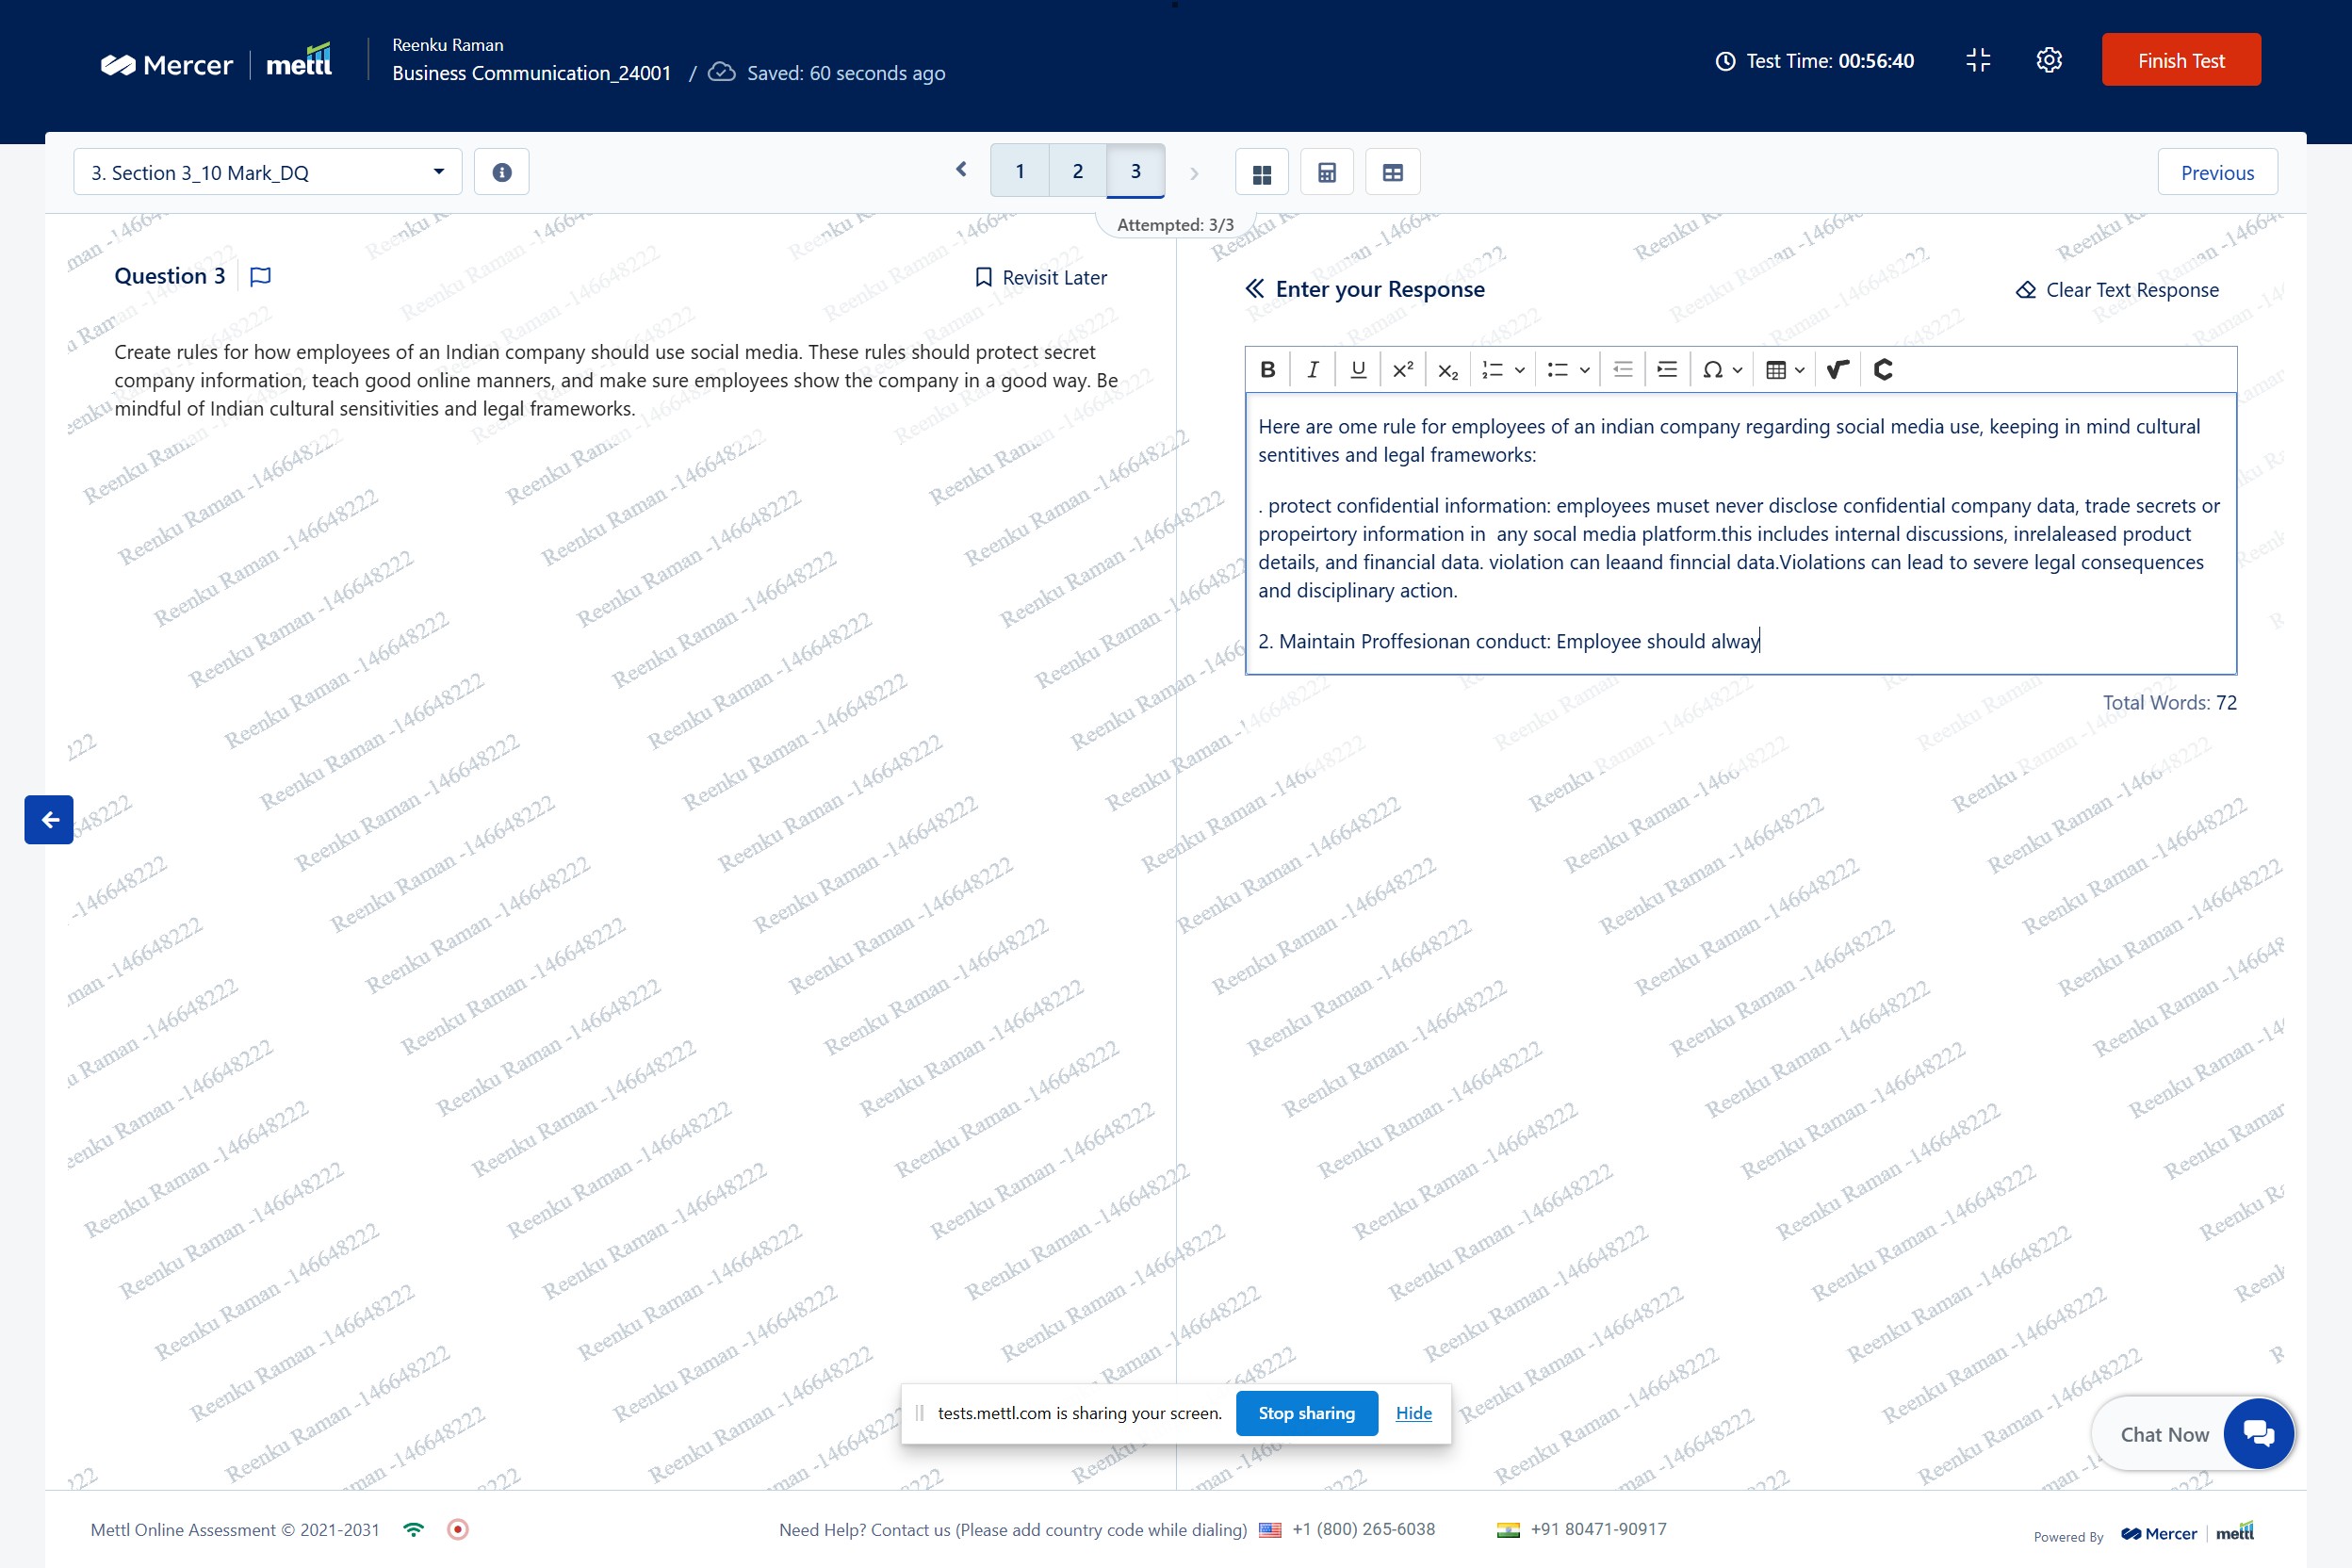 Mercer | mettl
Reenku Raman
Business Communication_24001 / Saved: 60 seconds ago
Test Time: 00:56:40
Finish Test
3. Section 3_10 Mark_DQ
1 2 3
Previous
Attempted: 3/3
Question 3
Revisit Later
Create rules for how employees of an Indian company should use social media. These rules should protect secret
company information, teach good online manners, and make sure employees show the company in a good way. Be
mindful of Indian cultural sensitivities and legal frameworks.
Enter your Response
Clear Text Response
Here are ome rule for employees of an indian company regarding social media use, keeping in mind cultural
sentitives and legal frameworks:
. protect confidential information: employees muset never disclose confidential company data, trade secrets or
propeirtory information in  any socal media platform.this includes internal discussions, inrelaleased product
details, and financial data. violation can leaand finncial data.Violations can lead to severe legal consequences
and disciplinary action.
2. Maintain Proffesionan conduct: Employee should alway
Total Words: 72
Reenku Raman -146648222
tests.mettl.com is sharing your screen. Stop sharing Hide
Chat Now
Mettl Online Assessment © 2021-2031
Need Help? Contact us (Please add country code while dialing) +1 (800) 265-6038 +91 80471-90917
Powered By Mercer | mettl